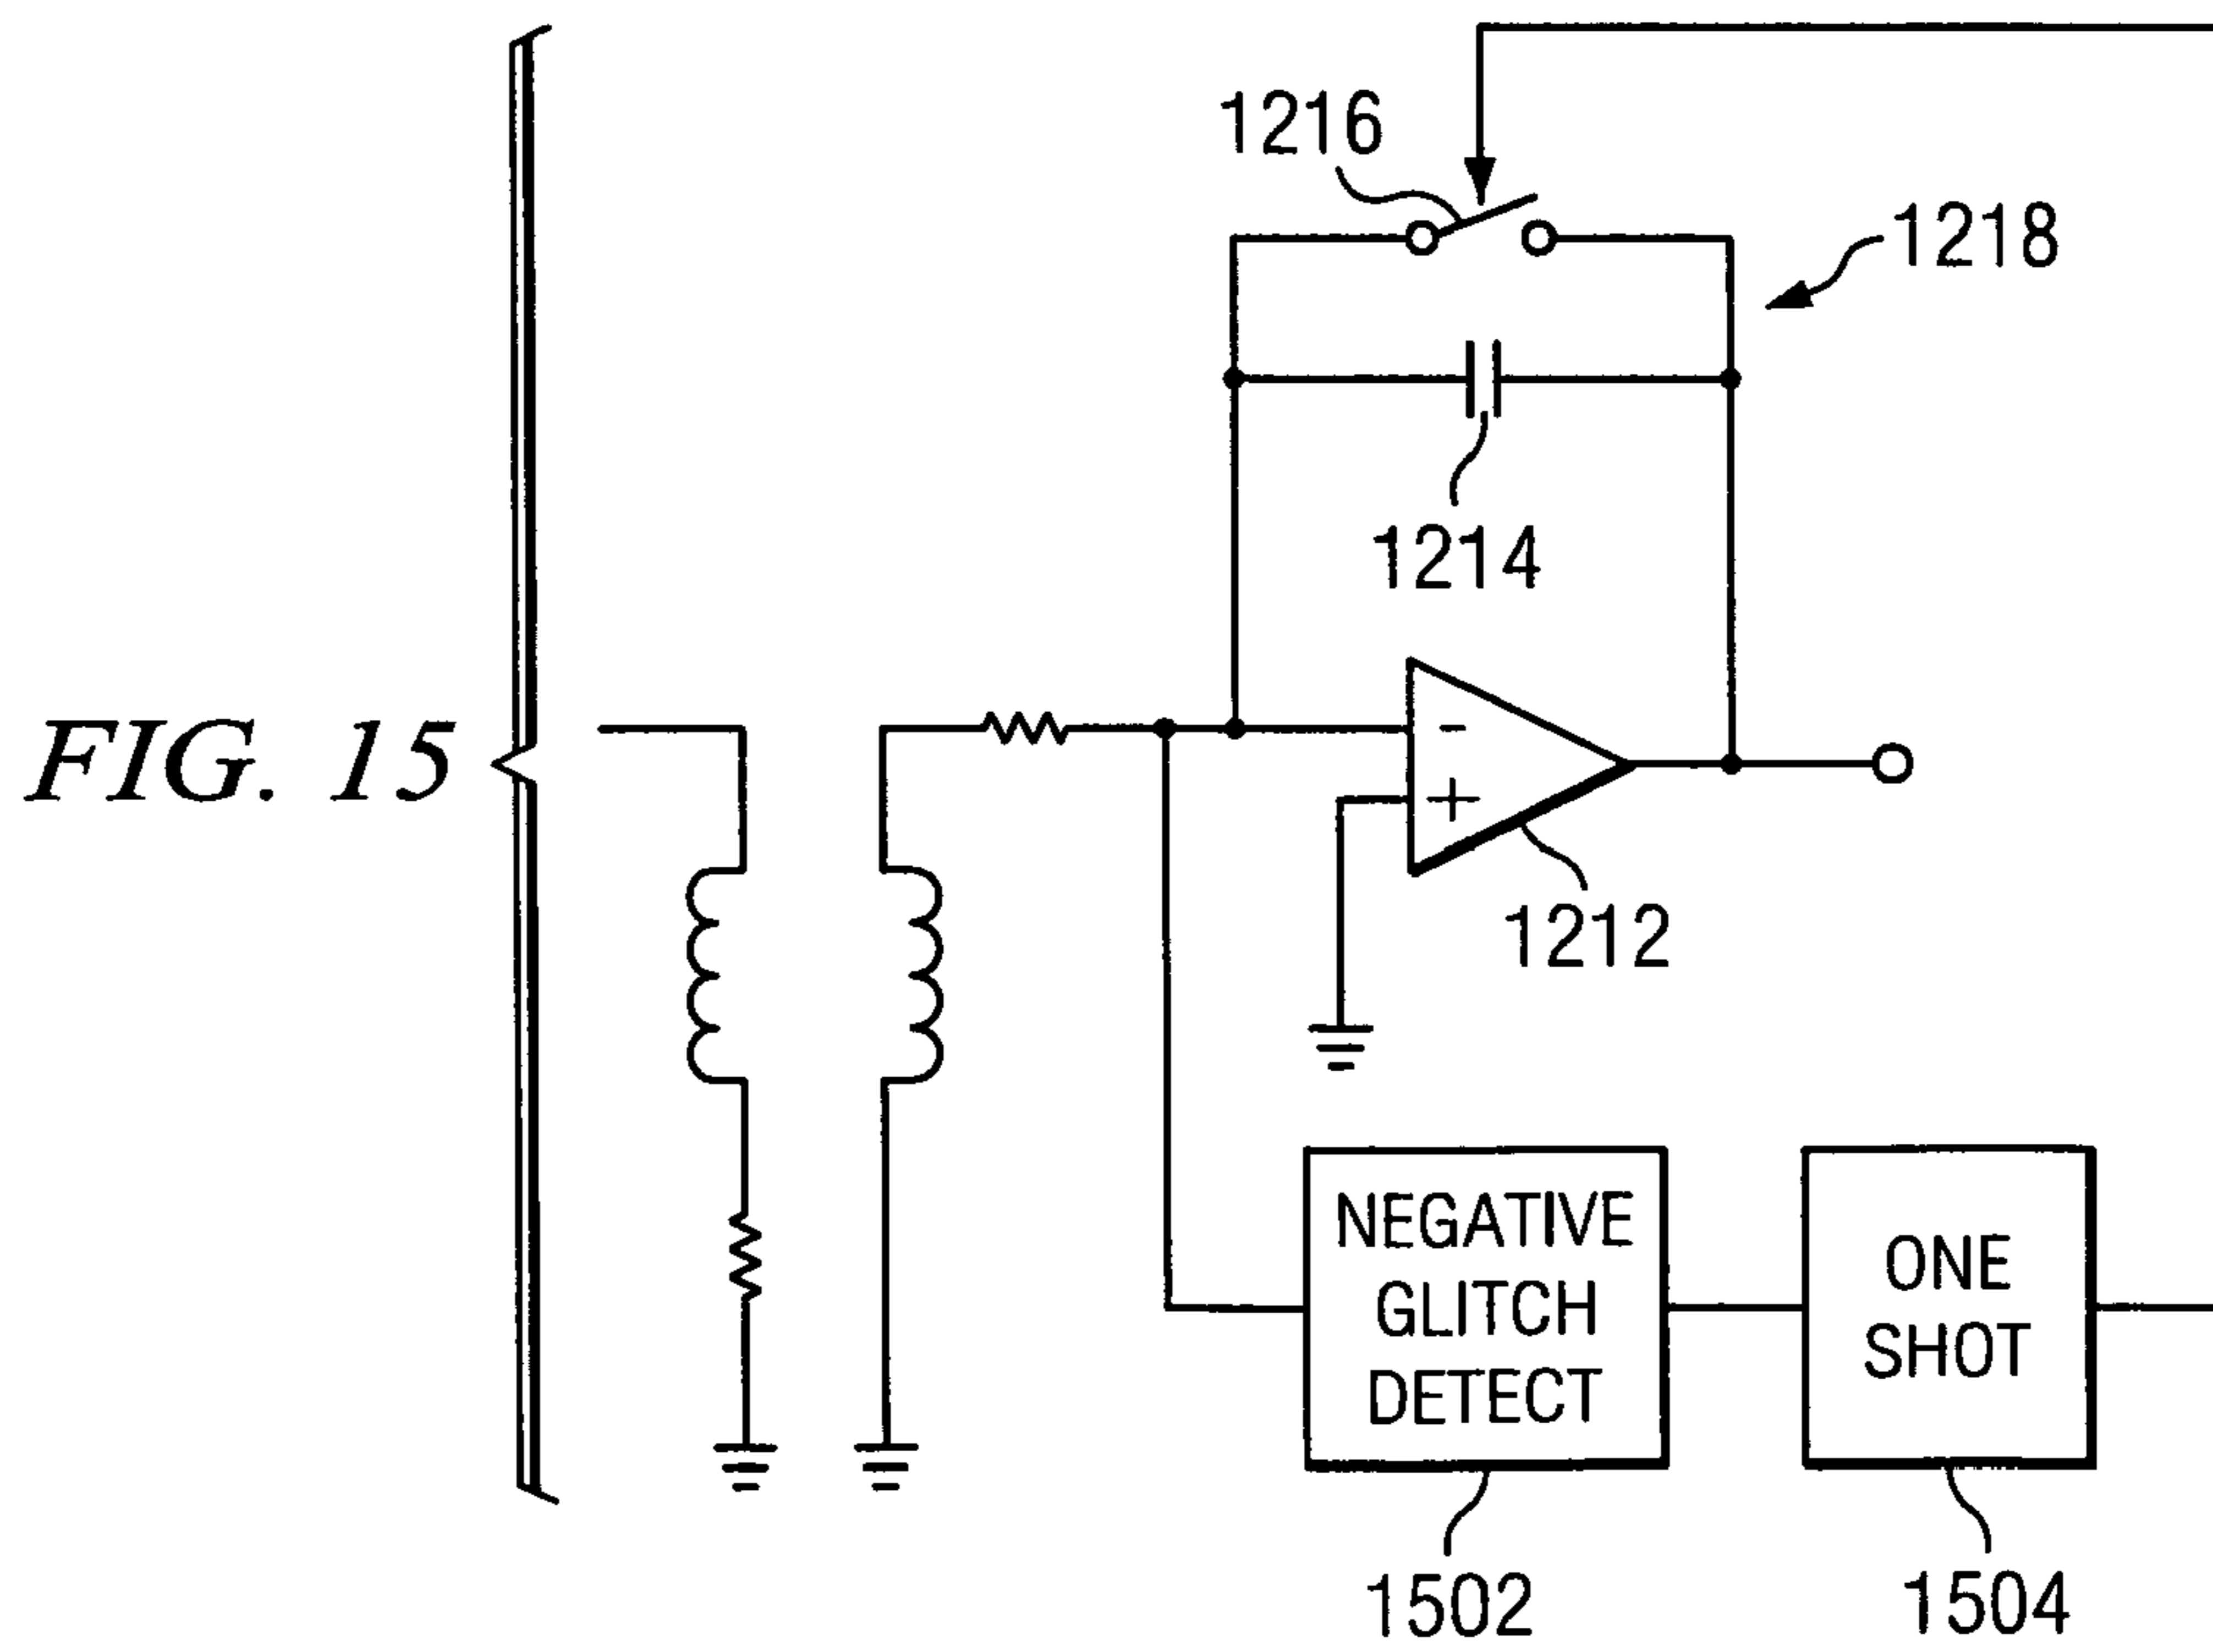 1216
1218
1214
FIG. 15
-
+
1212
NEGATIVE
GLITCH
DETECT
ONE
SHOT
1502
1504